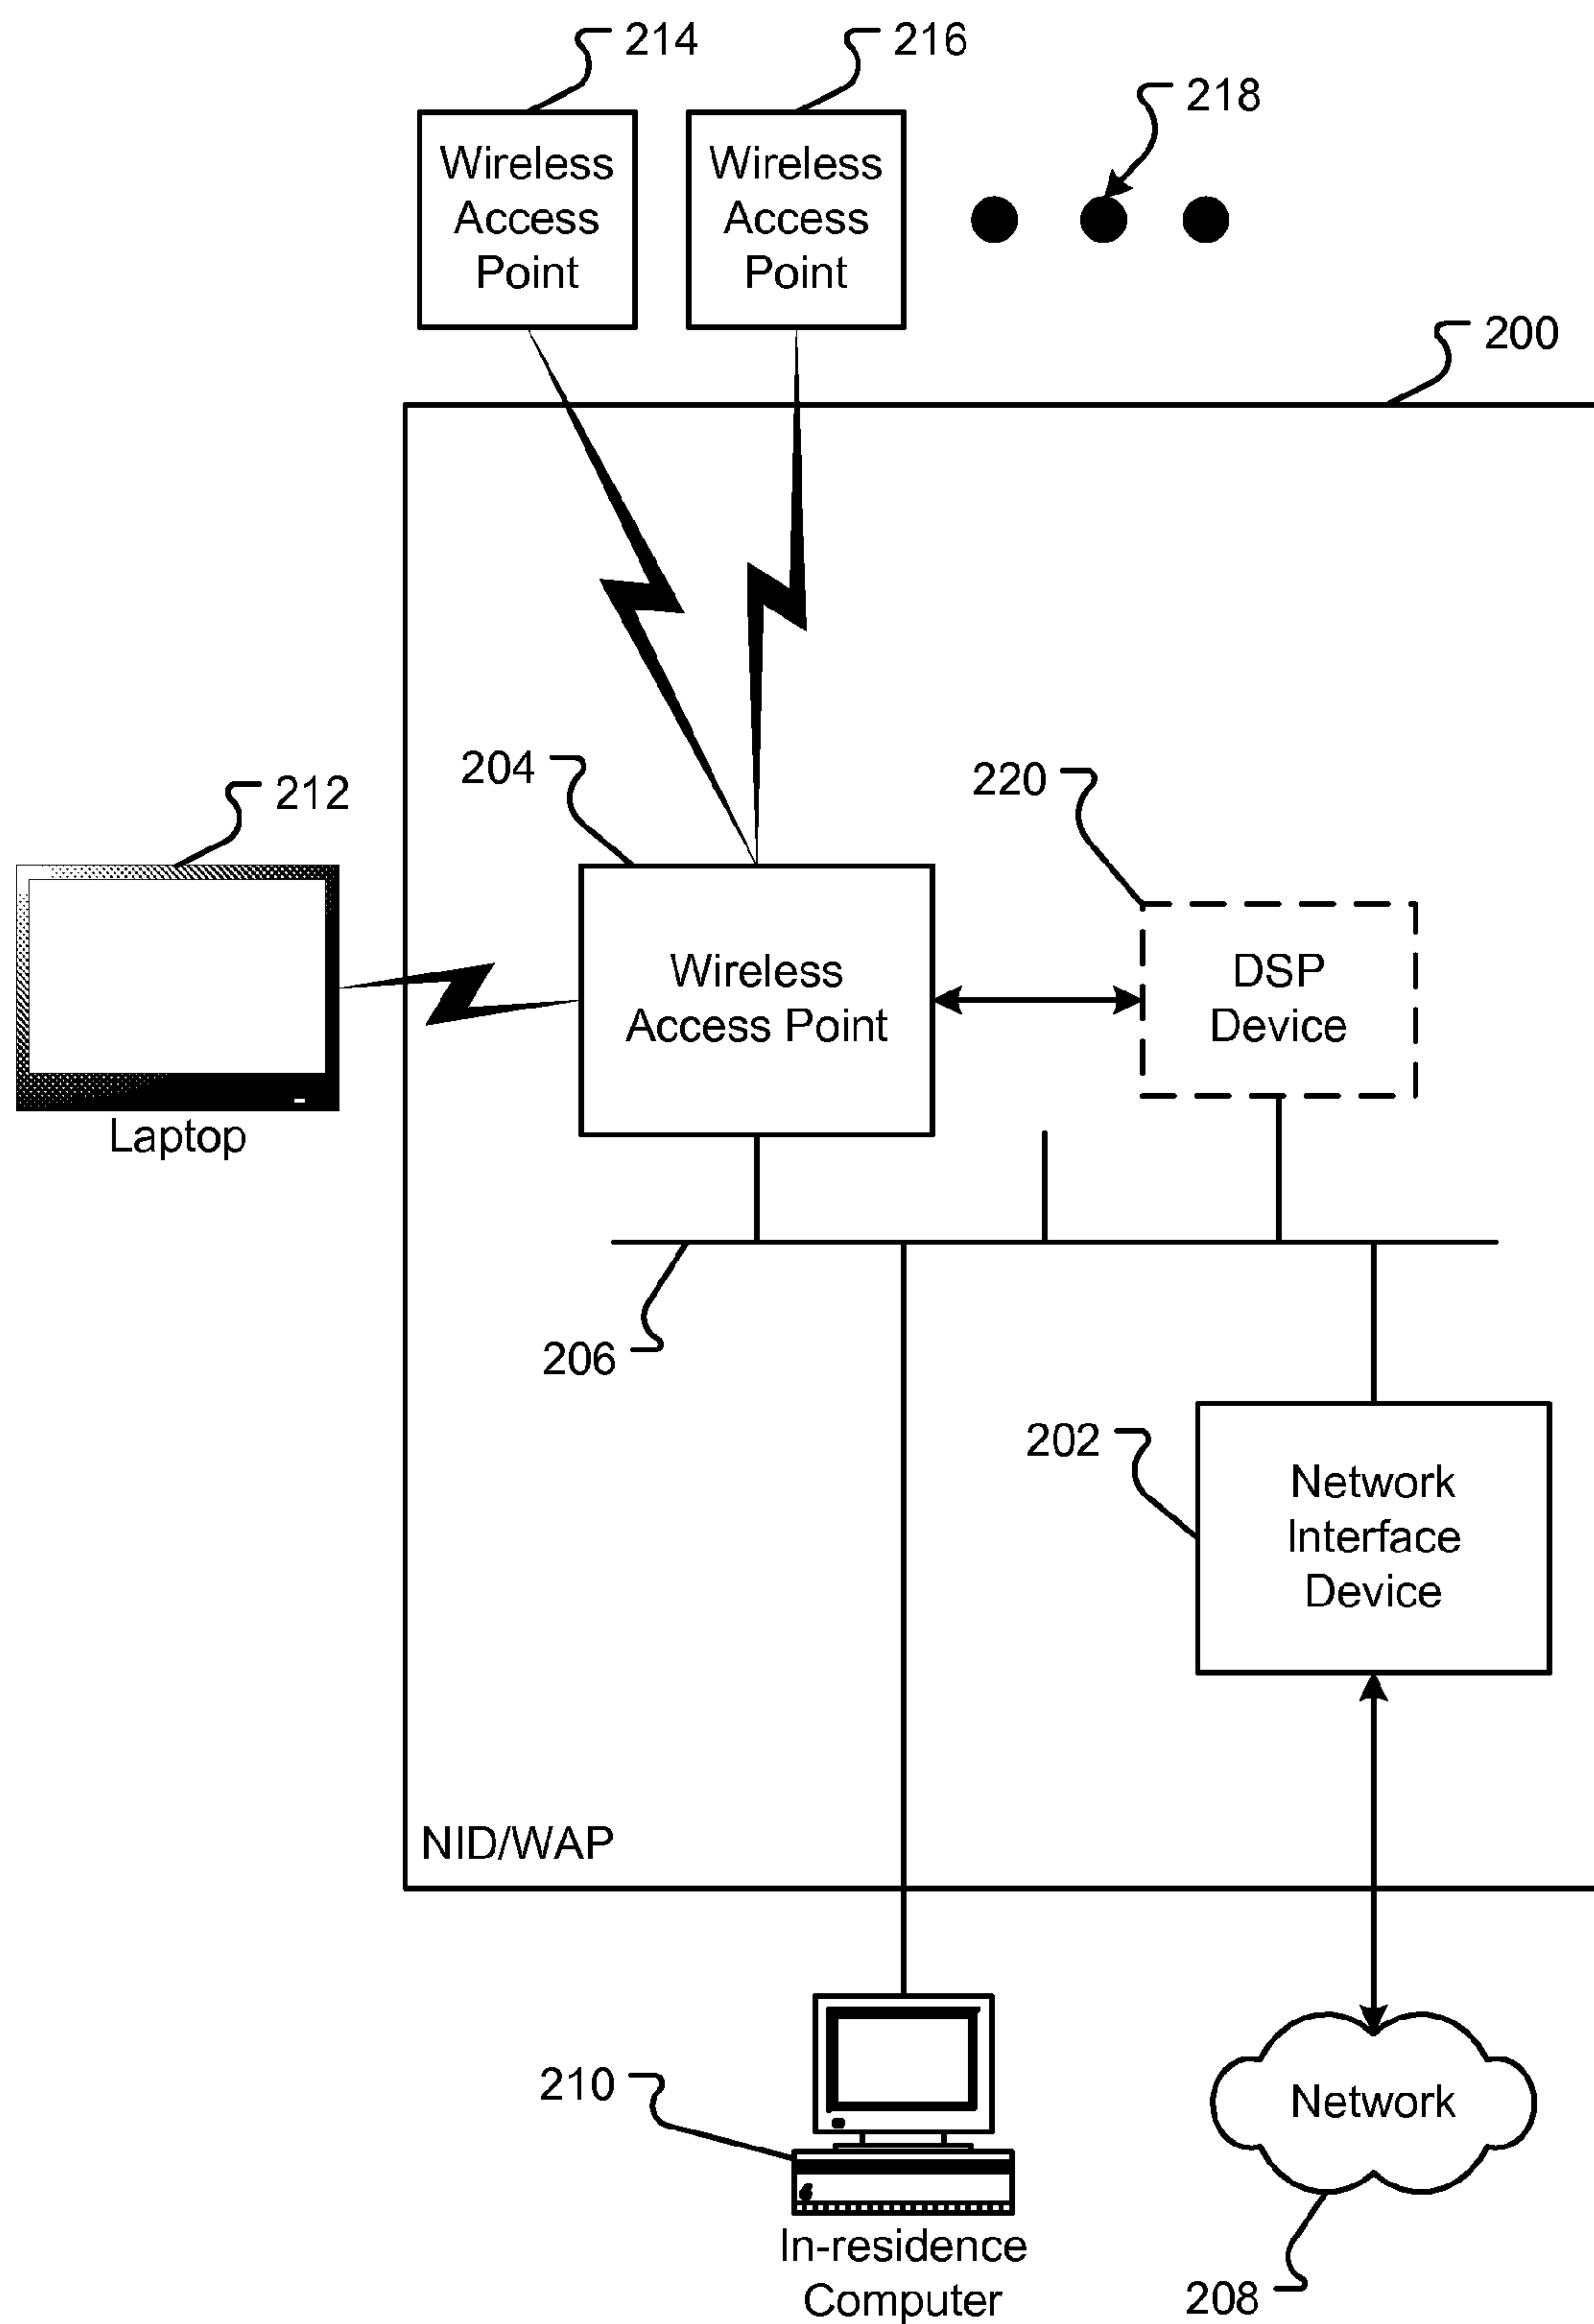 214
216
218
Wireless
Access
Point
Wireless
Access
Point
200
204
220
212
Wireless
Access Point
DSP
Device
Laptop
206
202
Network
Interface
Device
NID/WAP
210
Network
In-residence
Computer
208